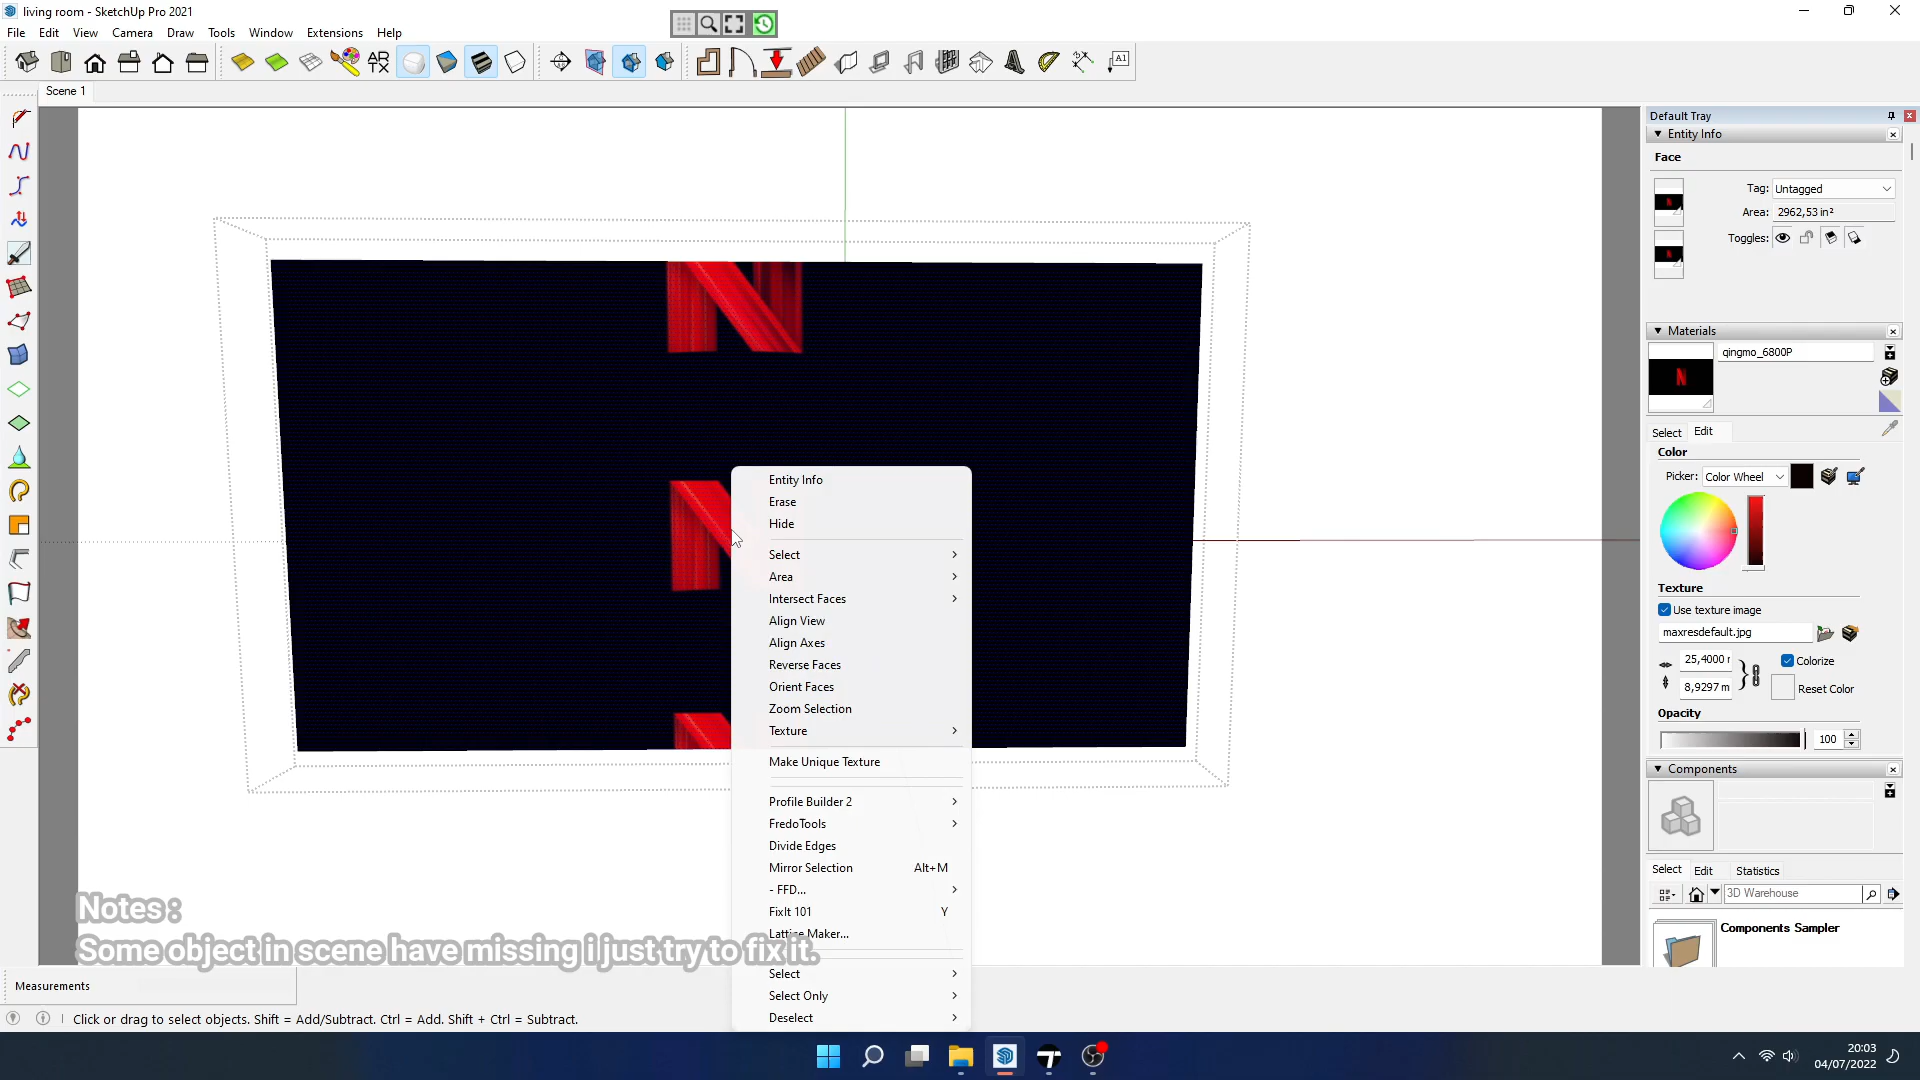 living room - SketchUp Pro 2021
File Edit View Camera Draw Tools Window Extensions Help
Scene 1
AR
TX
A1
Default Tray
Entity Info
Face
Tag: Untagged
Area: 2962,53 in²
Toggles:
Materials
qingmo_6800P
Select Edit
Color
Picker: Color Wheel
Texture
Use texture image
maxresdefault.jpg
25,4000
Colorize
8,9297 m
Reset Color
Opacity
100
Components
Select Edit Statistics
3D Warehouse
Components Sampler
N
N
Entity Info
Erase
Hide
Select
Area
Intersect Faces
Align View
Align Axes
Reverse Faces
Orient Faces
Zoom Selection
Texture
Make Unique Texture
Profile Builder 2
FredoTools
Divide Edges
Mirror Selection Alt+M
- FFD...
FixIt 101 Y
Lattice Maker...
Select
Select Only
Deselect
Notes :
Some object in scene have missing i just try to fix it.
Measurements
Click or drag to select objects. Shift = Add/Subtract. Ctrl = Add. Shift + Ctrl = Subtract.
20:03
04/07/2022